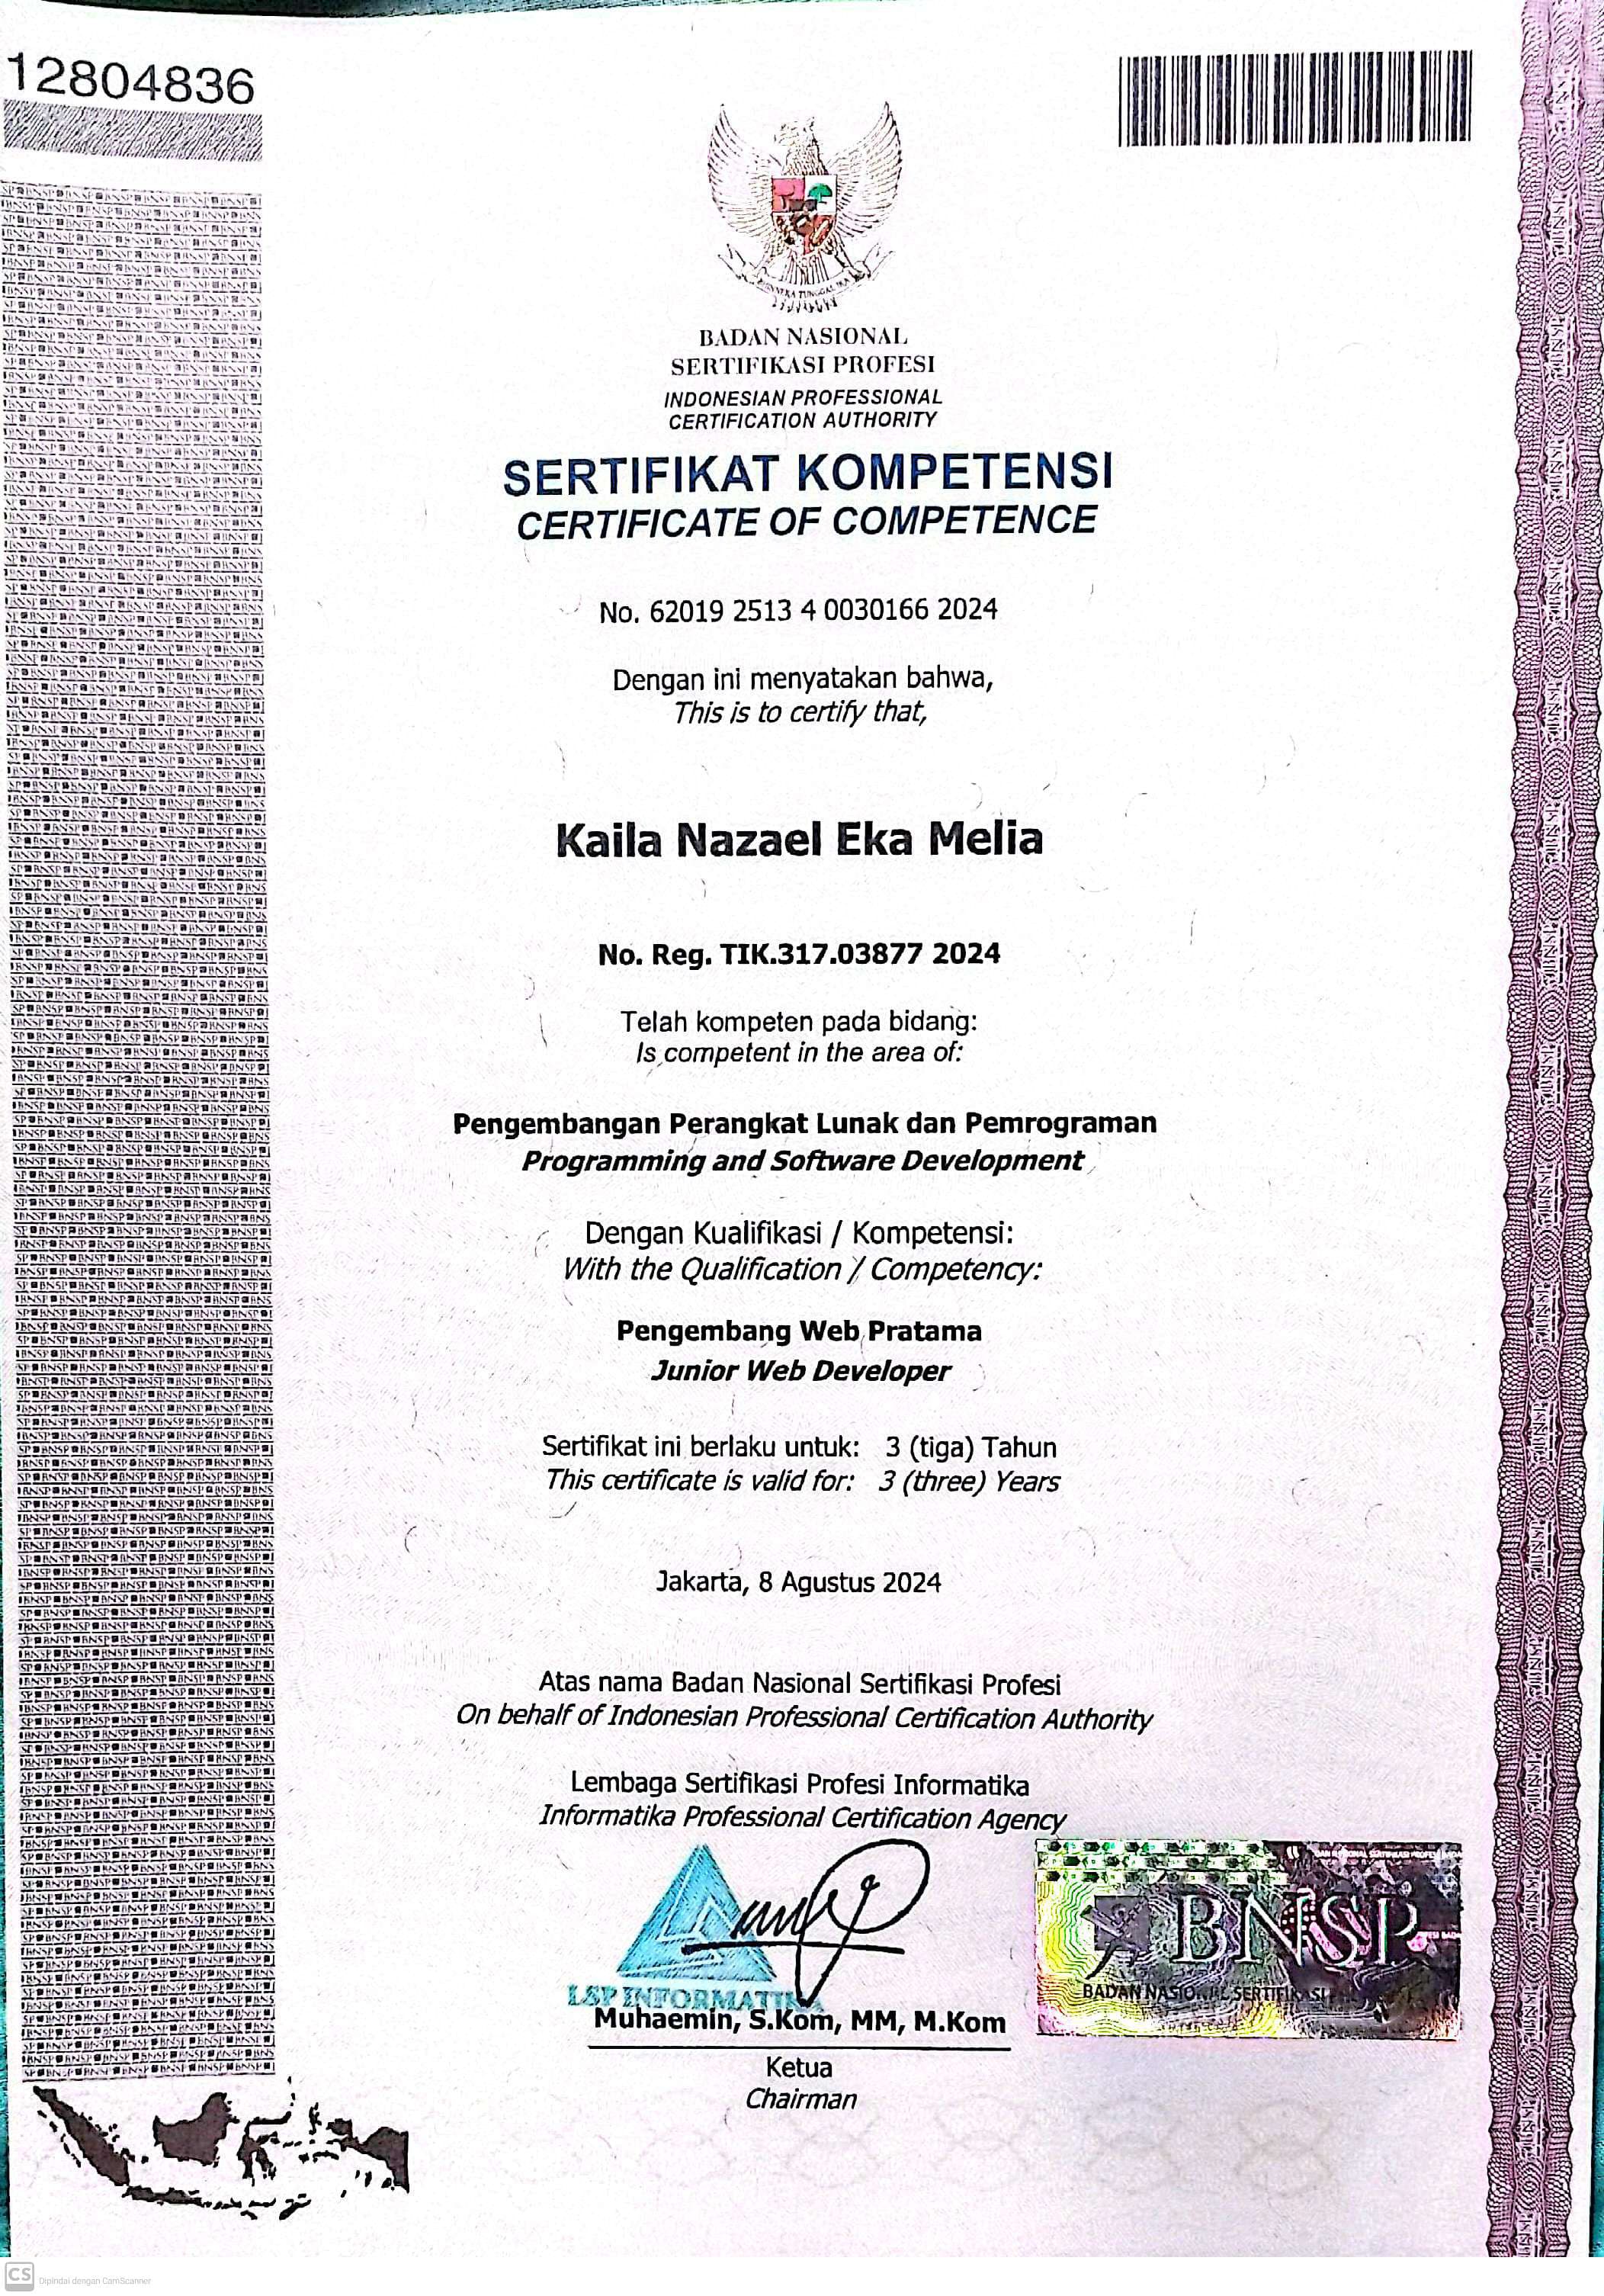 12804836
BADAN NASIONAL
SERTIFIKASI PROFESI
INDONESIAN PROFESSIONAL
CERTIFICATION AUTHORITY
SERTIFIKAT KOMPETENSI
CERTIFICATE OF COMPETENCE
No. 62019 2513 4 0030166 2024
Dengan ini menyatakan bahwa,
This is to certify that,
Kaila Nazael Eka Melia
No. Reg. TIK.317.03877 2024
Telah kompeten pada bidang:
Is competent in the area of:
Pengembangan Perangkat Lunak dan Pemrograman
Programming and Software Development
Dengan Kualifikasi / Kompetensi:
With the Qualification / Competency:
Pengembang Web Pratama
Junior Web Developer
Sertifikat ini berlaku untuk: 3 (tiga) Tahun
This certificate is valid for: 3 (three) Years
Jakarta, 8 Agustus 2024
Atas nama Badan Nasional Sertifikasi Profesi
On behalf of Indonesian Professional Certification Authority
Lembaga Sertifikasi Profesi Informatika
Informatika Professional Certification Agency
LSP INFORMATIKA
BNSP
BADAN NASIONAL SERTIFIKASI
Muhaemin, S.Kom, MM, M.Kom
Ketua
Chairman
CS Dipindai dengan CamScanner